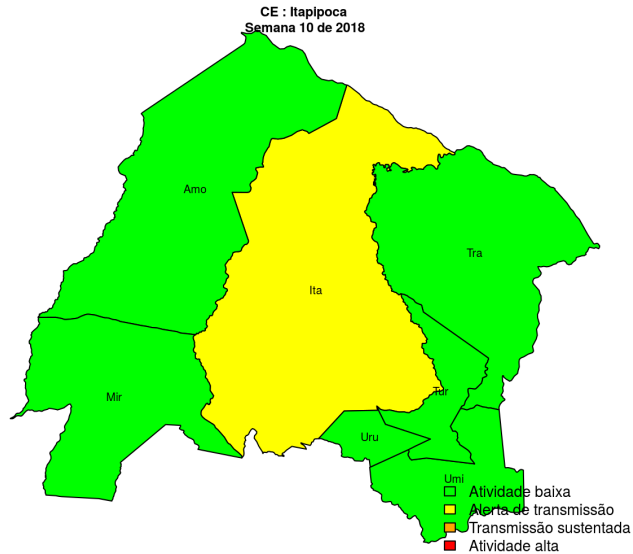 CE : Itapipoca
Semana 10 de 2018
Amo
Tra
Ita
Mir
Tur
Uru
Umi
Atividade baixa
Alerta de transmissão
Transmissão sustentada
Atividade alta